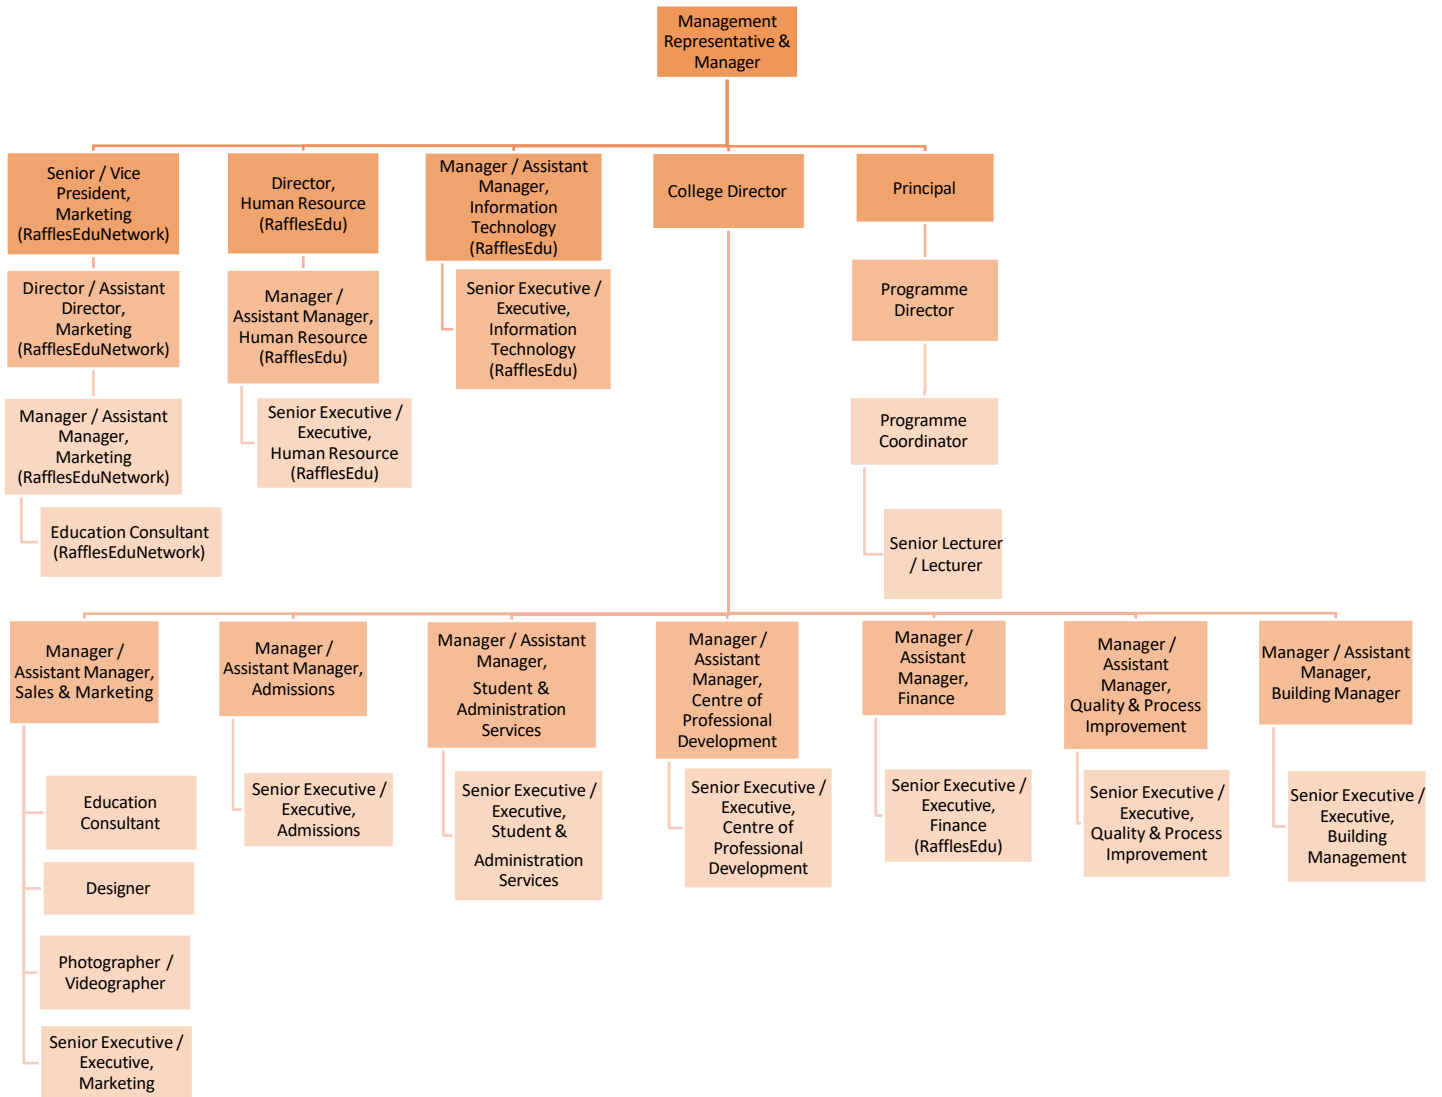 Management
Representative &
Manager
Senior / Vice
President,
Marketing
(RafflesEduNetwork)
Director,
Human Resource
(RafflesEdu)
Manager / Assistant
Manager,
Information
Technology
(RafflesEdu)
College Director
Principal
Director / Assistant
Director,
Marketing
(RafflesEduNetwork)
Manager /
Assistant Manager,
Human Resource
(RafflesEdu)
Senior Executive /
Executive,
Information
Technology
(RafflesEdu)
Programme
Director
Manager / Assistant
Manager,
Marketing
(RafflesEduNetwork)
Senior Executive /
Executive,
Human Resource
(RafflesEdu)
Programme
Coordinator
Education Consultant
(RafflesEduNetwork)
Senior Lecturer
/ Lecturer
Manager /
Assistant Manager,
Sales & Marketing
Manager /
Assistant Manager,
Admissions
Manager / Assistant
Manager,
Student &
Administration
Services
Manager /
Assistant
Manager,
Centre of
Professional
Development
Manager /
Assistant
Manager,
Finance
Manager /
Assistant
Manager,
Quality & Process
Improvement
Manager / Assistant
Manager,
Building Manager
Education
Consultant
Senior Executive /
Executive,
Admissions
Senior Executive /
Executive,
Student &
Administration
Services
Senior Executive /
Executive,
Centre of
Professional
Development
Senior Executive /
Executive,
Finance
(RafflesEdu)
Senior Executive /
Executive,
Quality & Process
Improvement
Senior Executive /
Executive,
Building
Management
Designer
Photographer /
Videographer
Senior Executive /
Executive,
Marketing